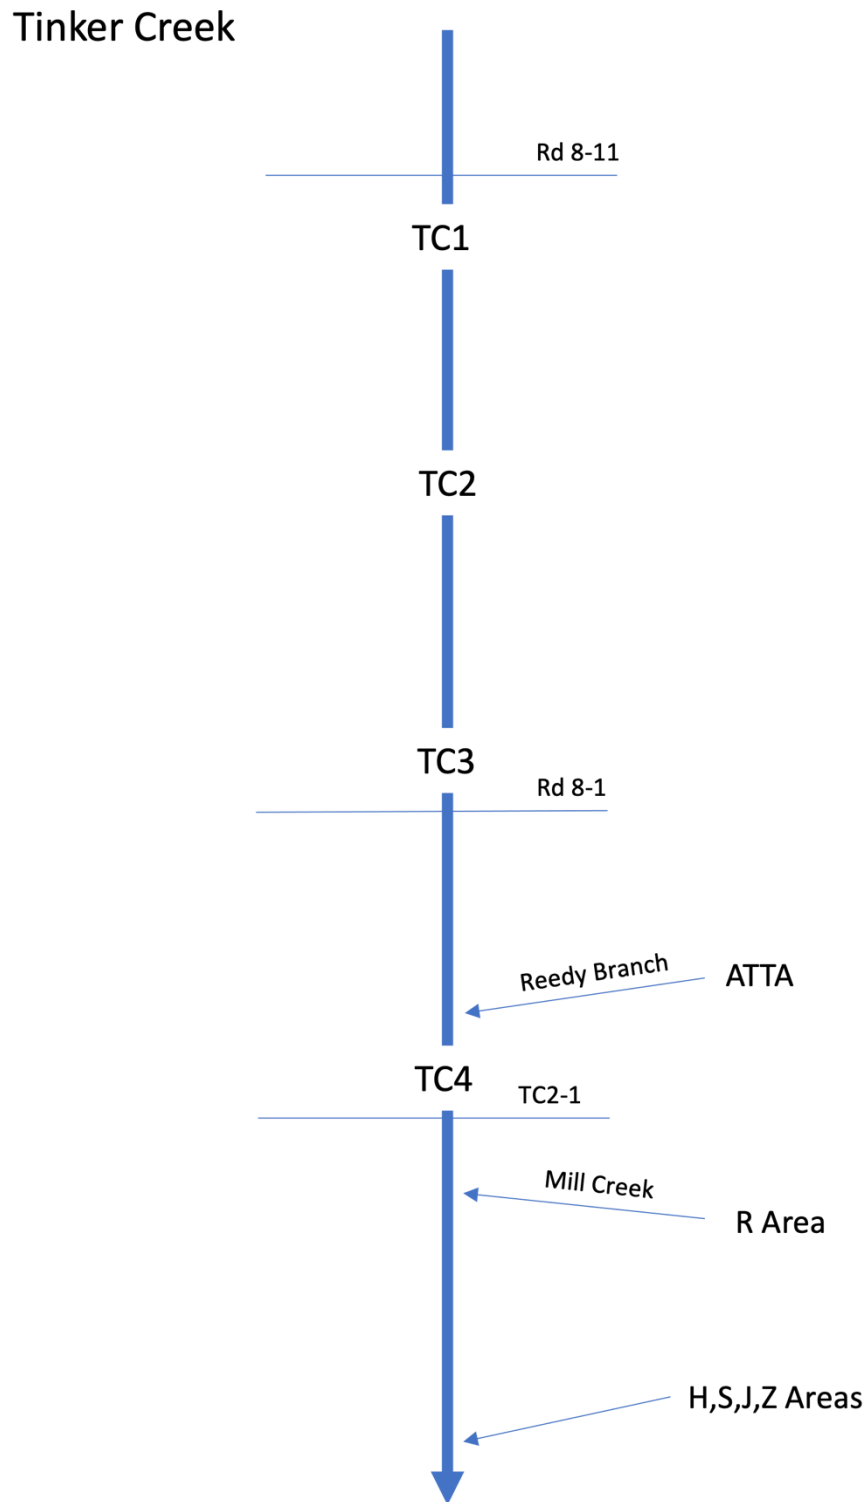 Tinker Creek
Rd 8-11
TC1
TC2
TC3
Rd 8-1
Reedy Branch
ATTA
TC4
TC2-1
Mill Creek
R Area
H,S,J,Z Areas